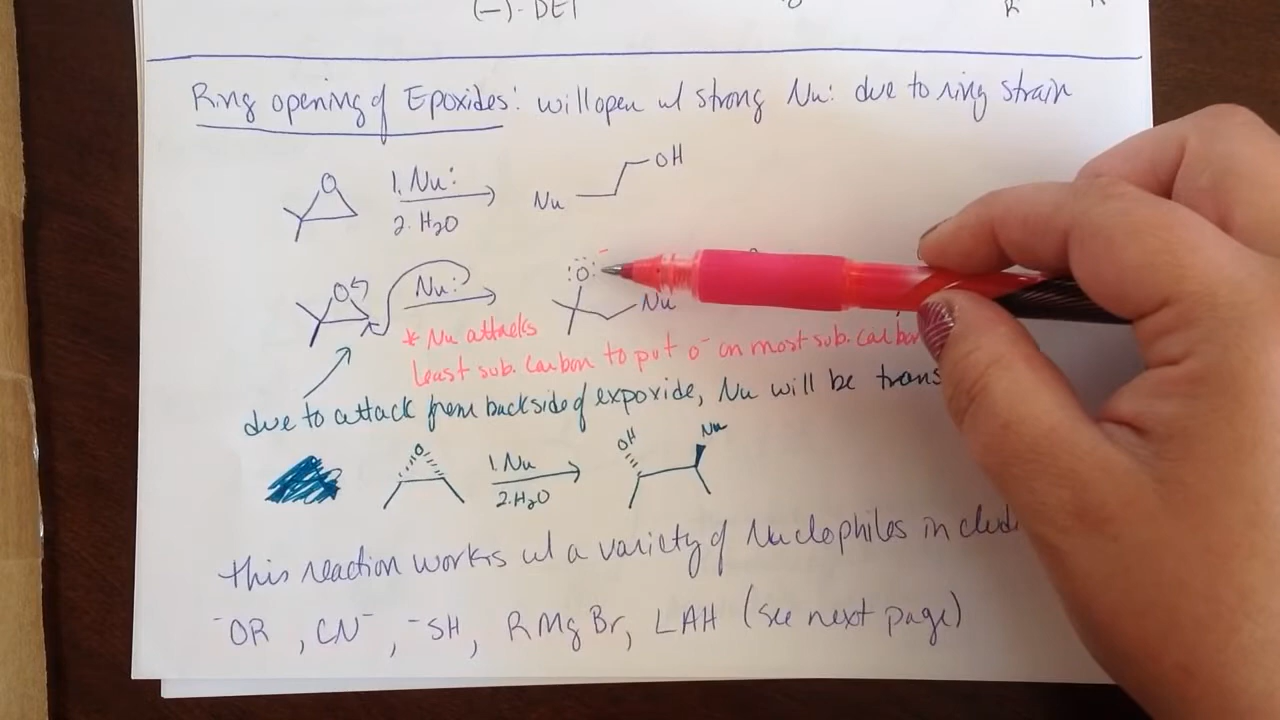 (-)-DET
R
Ring opening of Epoxides: will open w/ strong Nu: due to ring strain
O
1. Nu:
2. H2O
Nu
OH
O
Nu:
:O: -
Nu
* Nu attacks
least sub. carbon to put O- on most sub. carbon
due to attack from backside of expoxide, Nu will be trans
O
1. Nu
2. H2O
OH
Nu
this reaction works w/ a variety of Nuclophiles includi
-OR, CN-, -SH, RMgBr, LAH (see next page)